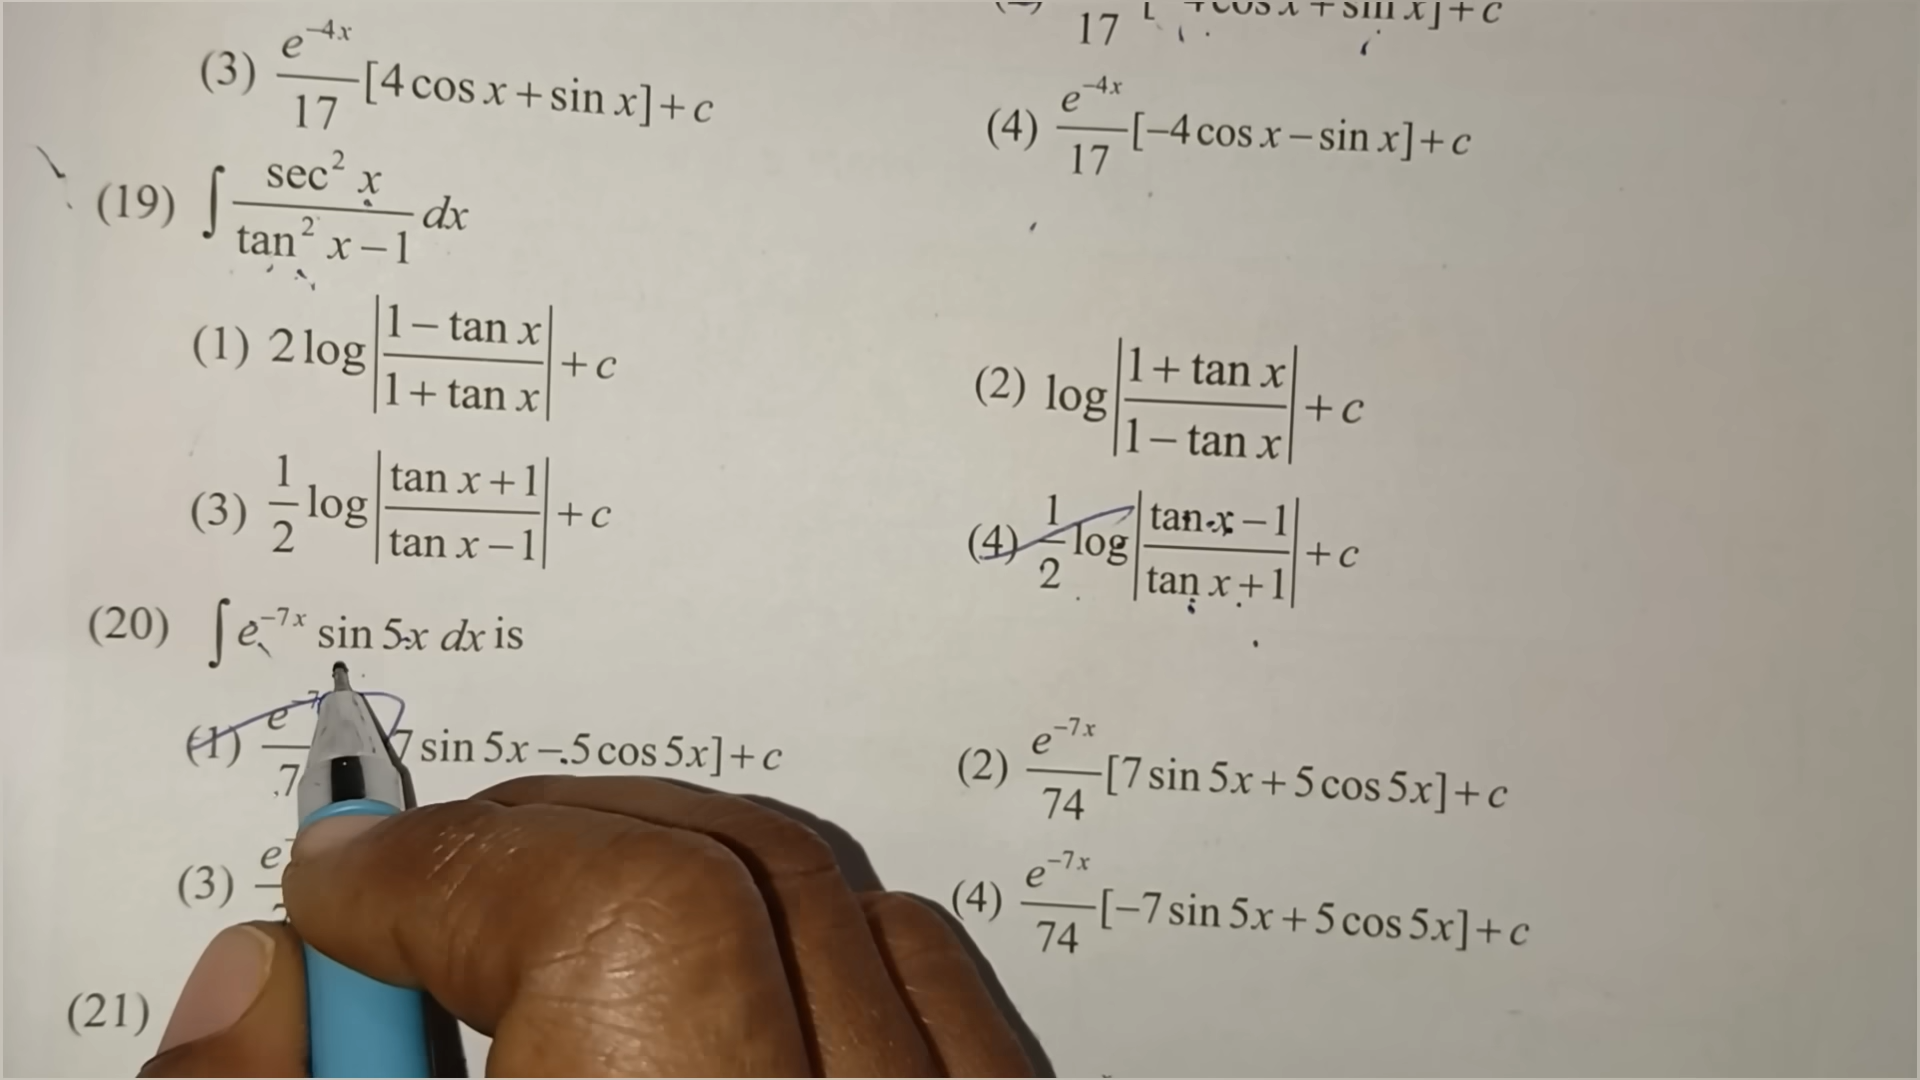 17 cos x + sin x] + c
(3) e^{-4x}/17 [4 cos x + sin x] + c
(4) e^{-4x}/17 [−4 cos x − sin x] + c
(19) ∫ sec² x / (tan² x − 1) dx
(1) 2 log |(1 − tan x)/(1 + tan x)| + c
(2) log |(1 + tan x)/(1 − tan x)| + c
(3) 1/2 log |(tan x + 1)/(tan x − 1)| + c
(4) 1/2 log |(tan x − 1)/(tan x + 1)| + c
(20) ∫ e^{-7x} sin 5x dx is
(1) e^{-7 7 7 sin 5x − 5 cos 5x] + c
(2) e^{-7x}/74 [7 sin 5x + 5 cos 5x] + c
(3) e
(4) e^{-7x}/74 [−7 sin 5x + 5 cos 5x] + c
(21)